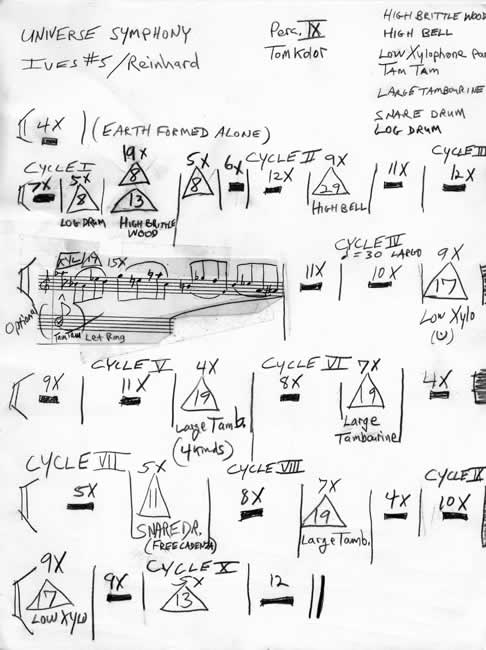 UNIVERSE SYMPHONY
IVES #5/Reinhard
Perc. IX
Tom Kolor
HIGH BRITTLE WOOD
HIGH BELL
Low Xylophone
TAM TAM
LARGE TAMBOURINE
SNARE DRUM
LOG DRUM
4X (EARTH FORMED ALONE)
CYCLE I 19X 5X 6X CYCLE II 9X 11X CYCLE
7X 5X 8 8 12X 12X
8 13 29
LOG DRUM HIGH BRITTLE WOOD HIGH BELL
15X 11X CYCLE IV 10X 9X
= 30 LARGO
17
Optional
Tam Tam Let Ring
Low Xylo
(U)
9X CYCLE V 11X 4X CYCLE VI 8X 7X 4X
19 19
Large Tamb. Large Tambourine
(4 kinds)
CYCLE VII 5X 5X CYCLE VIII 8X 7X 4X CYCLE IX 10X
11 19
SNARE DR. Large Tamb.
(FREE CADENZA)
9X 9X CYCLE X 5X 12
17 13
LOW XYLO